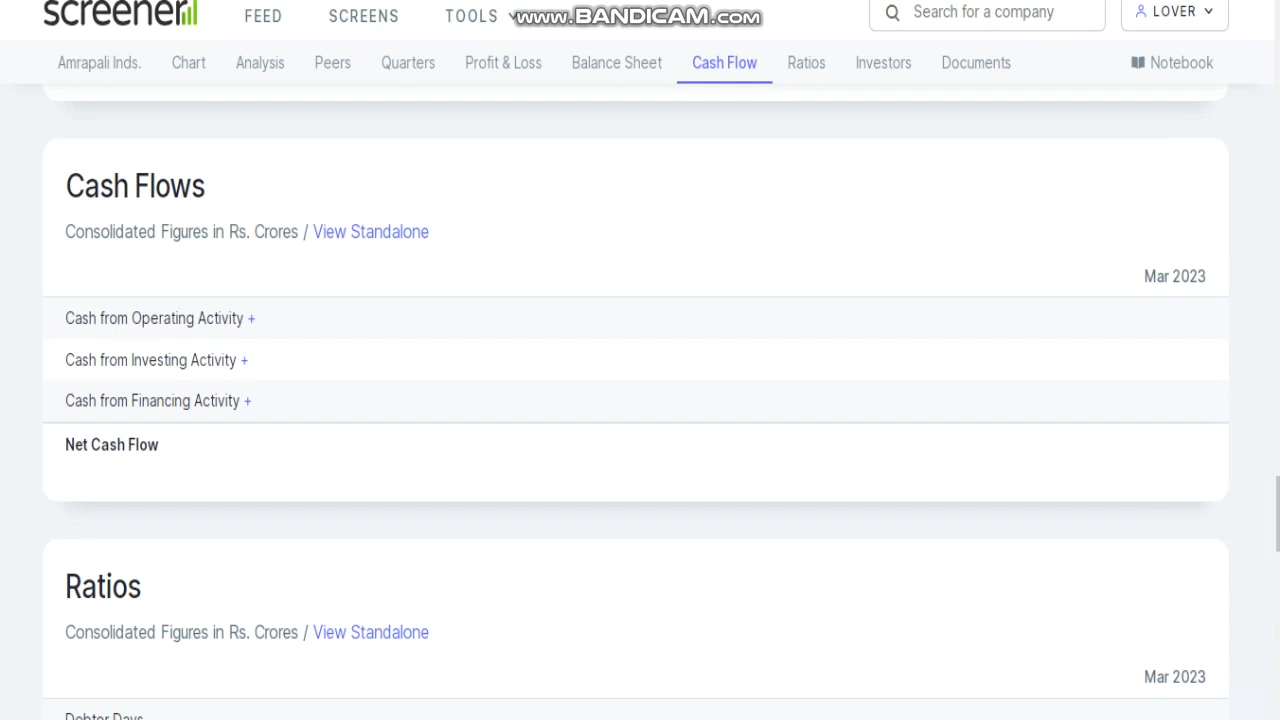 screener
FEED SCREENS TOOLS
www.BANDICAM.com
Search for a company
LOVER
Amrapali Inds. Chart Analysis Peers Quarters Profit & Loss Balance Sheet Cash Flow Ratios Investors Documents Notebook
Cash Flows
Consolidated Figures in Rs. Crores / View Standalone
Mar 2023
Cash from Operating Activity +
Cash from Investing Activity +
Cash from Financing Activity +
Net Cash Flow
Ratios
Consolidated Figures in Rs. Crores / View Standalone
Mar 2023
Debtor Days